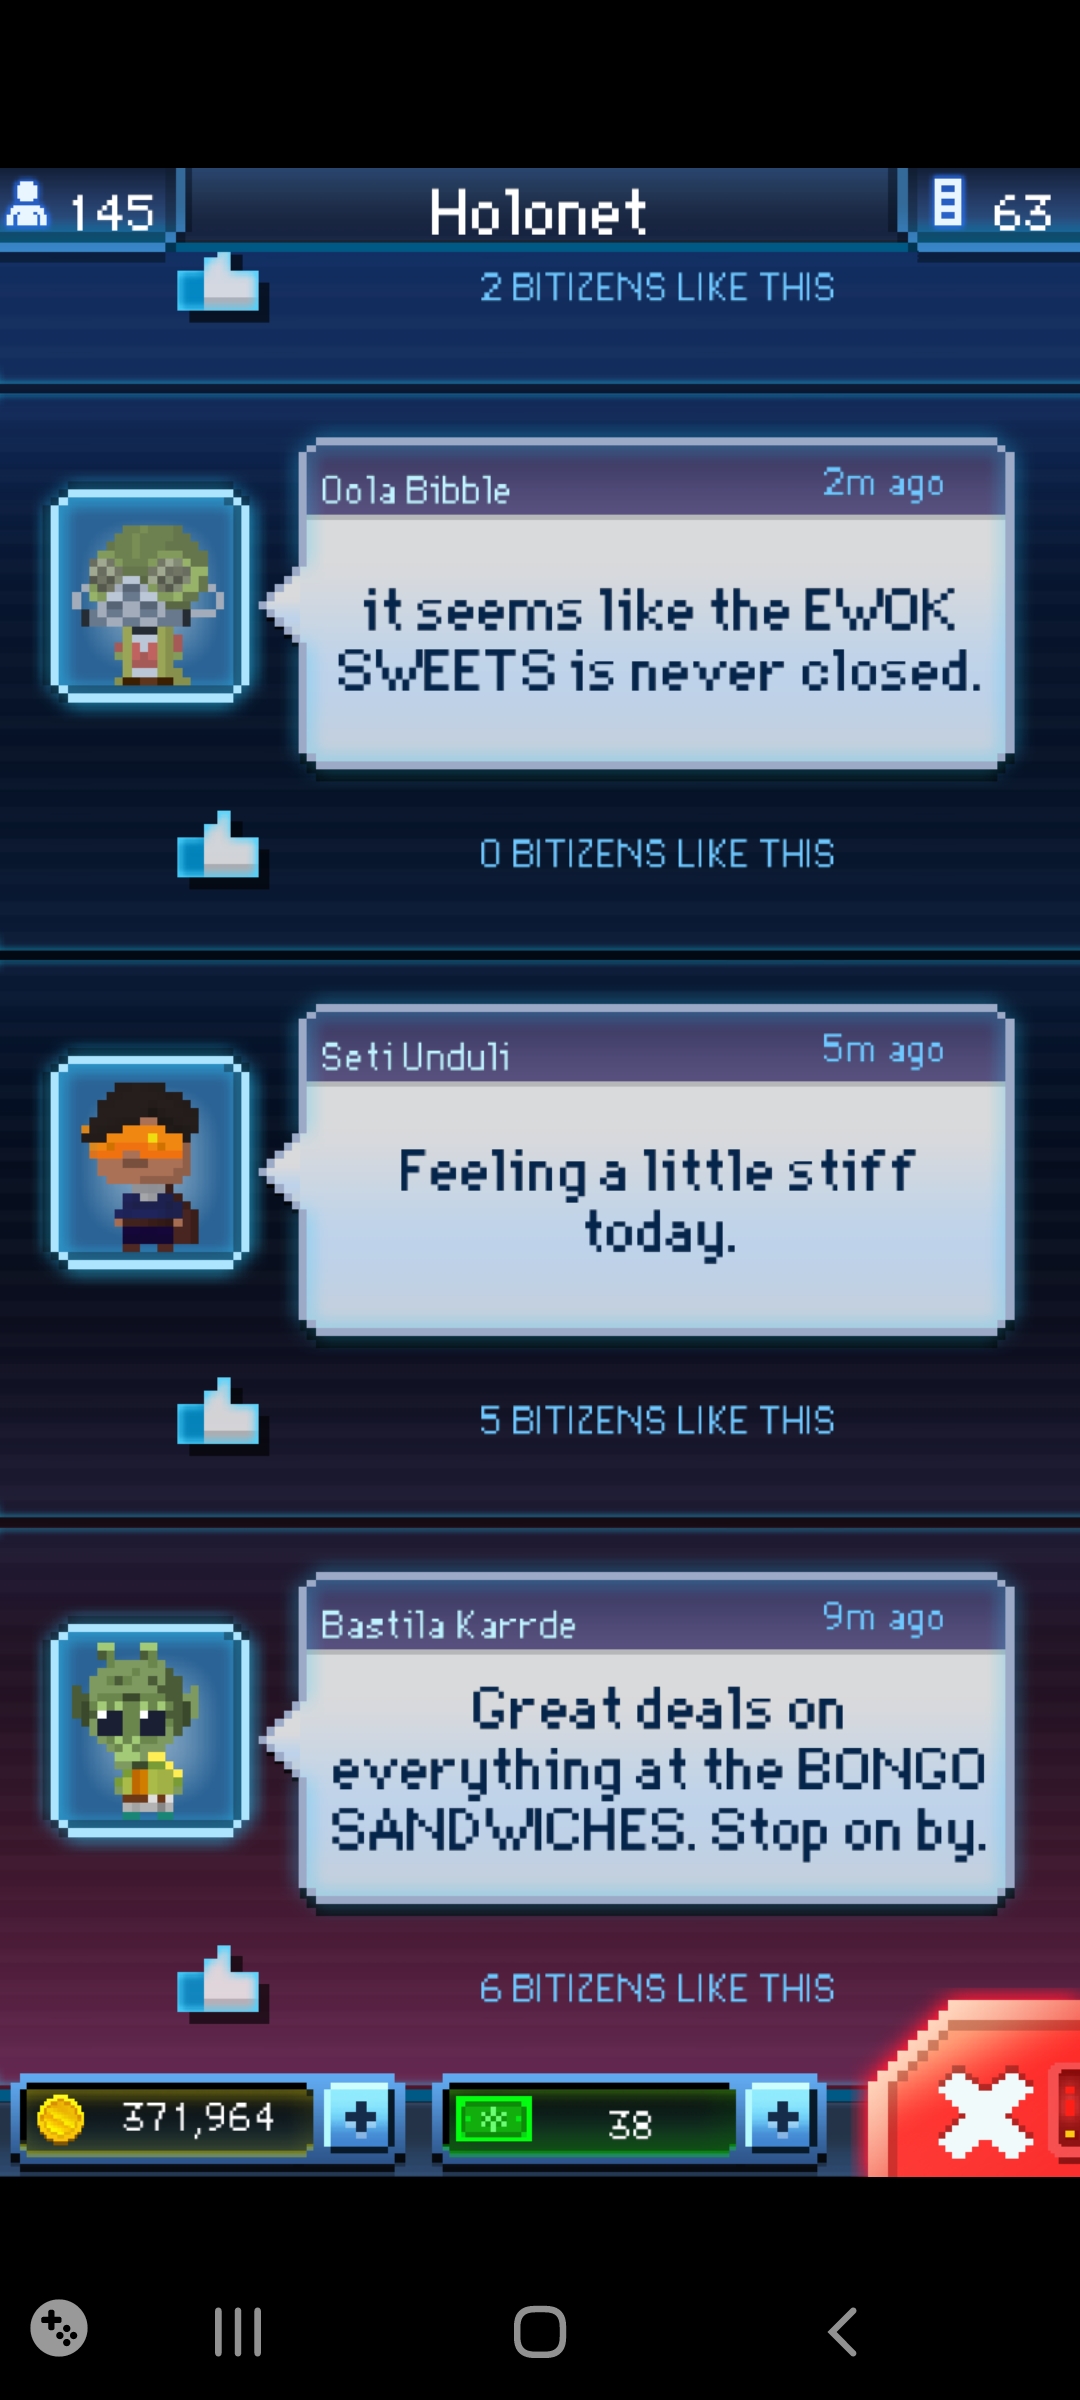 145
Holonet
63
2 BITIZENS LIKE THIS
Oola Bibble
2m ago
it seems like the EWOK
SWEETS is never closed.
0 BITIZENS LIKE THIS
Seti Unduli
5m ago
Feeling a little stiff
today.
5 BITIZENS LIKE THIS
Bastila Karrde
9m ago
Great deals on
everything at the BONGO
SANDWICHES. Stop on by.
6 BITIZENS LIKE THIS
371,964
38